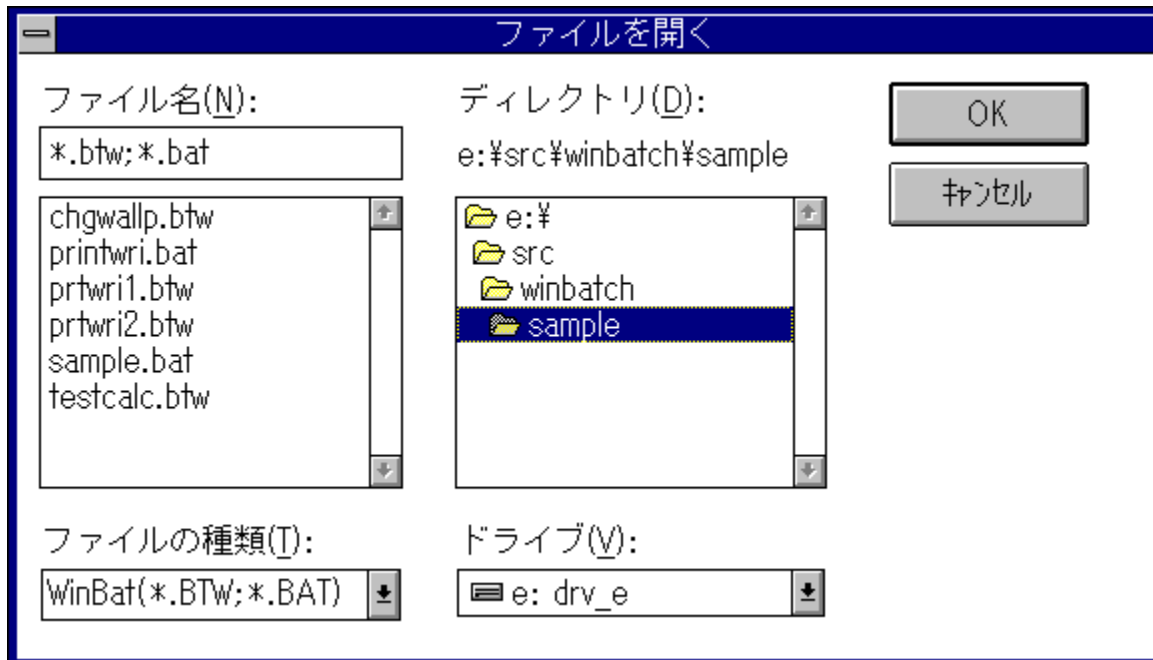 ファイルを開く
ファイル名(N):
*.btw;*.bat
chgwallp.btw
printwri.bat
prtwri1.btw
prtwri2.btw
sample.bat
testcalc.btw
ファイルの種類(T):
WinBat(*.BTW;*.BAT)
ディレクトリ(D):
e:¥src¥winbatch¥sample
e:¥
src
winbatch
sample
ドライブ(V):
e: drv_e
OK
ｷｬﾝｾﾙ